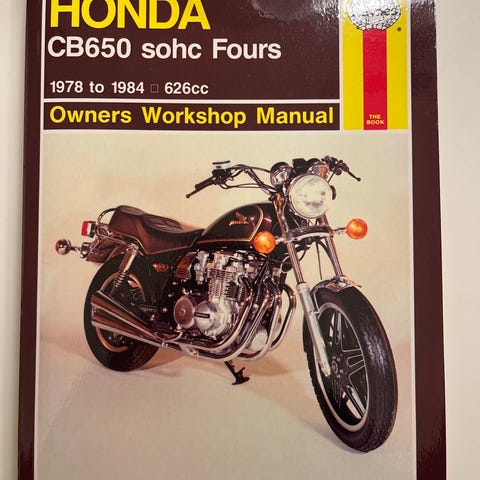 HONDA
CB650 sohc Fours
1978 to 1984 □ 626cc
Owners Workshop Manual
THE
BOOK